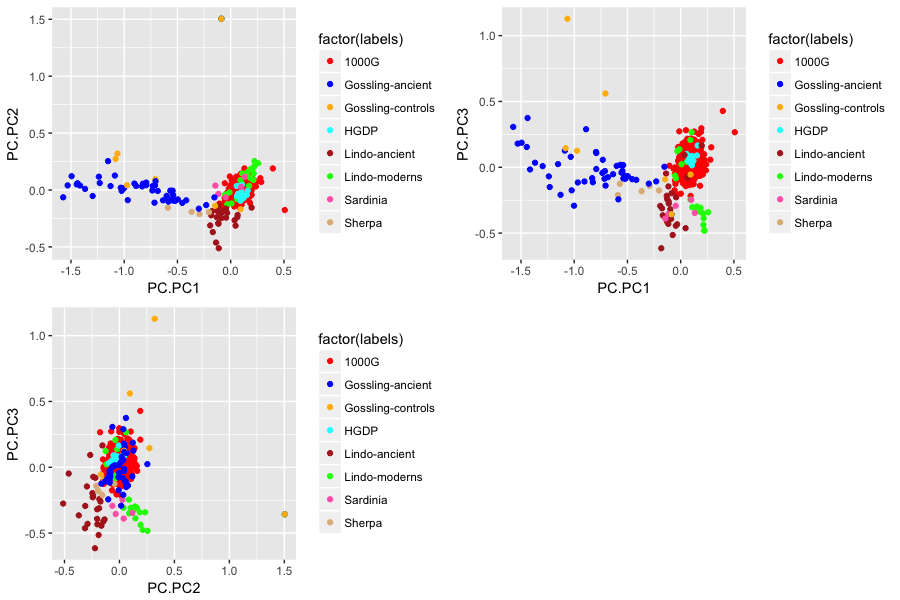 PC.PC2
1.5
1.0
0.5
0.0
-0.5
-1.5 -1.0 -0.5 0.0 0.5
PC.PC1
factor(labels)
1000G
Gossling-ancient
Gossling-controls
HGDP
Lindo-ancient
Lindo-moderns
Sardinia
Sherpa
PC.PC3
1.0
0.5
0.0
-0.5
-1.5 -1.0 -0.5 0.0 0.5
PC.PC1
factor(labels)
1000G
Gossling-ancient
Gossling-controls
HGDP
Lindo-ancient
Lindo-moderns
Sardinia
Sherpa
PC.PC3
1.0
0.5
0.0
-0.5
-0.5 0.0 0.5 1.0 1.5
PC.PC2
factor(labels)
1000G
Gossling-ancient
Gossling-controls
HGDP
Lindo-ancient
Lindo-moderns
Sardinia
Sherpa